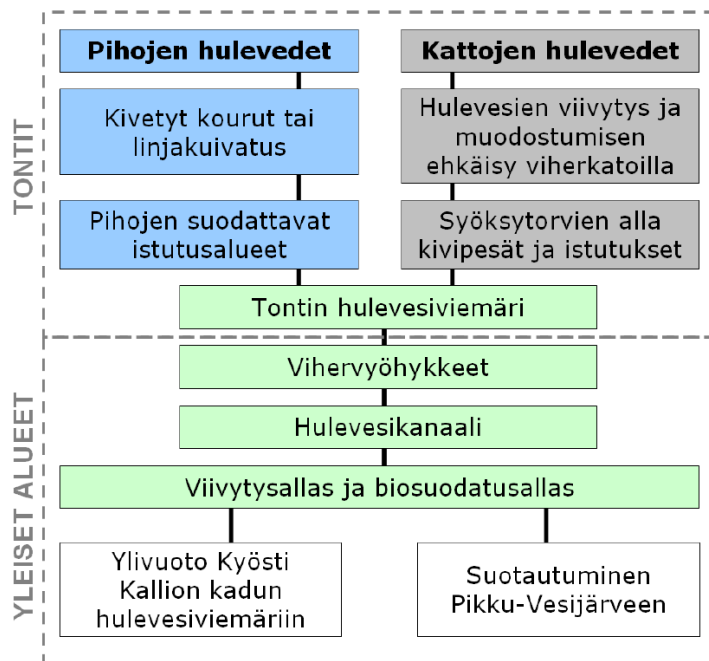 TONTIT
Pihojen hulevedet
Kattojen hulevedet
Kivetyt kourut tai
linjakuivatus
Hulevesien viivytys ja
muodostumisen
ehkäisy viherkatoilla
Pihojen suodattavat
istutusalueet
Syöksytorvien alla
kivipesät ja istutukset
Tontin hulevesiviemäri
YLEISET ALUEET
Vihervyöhykkeet
Hulevesikanaali
Viivytysallas ja biosuodatusallas
Ylivuoto Kyösti
Kallion kadun
hulevesiviemäriin
Suotautuminen
Pikku-Vesijärveen